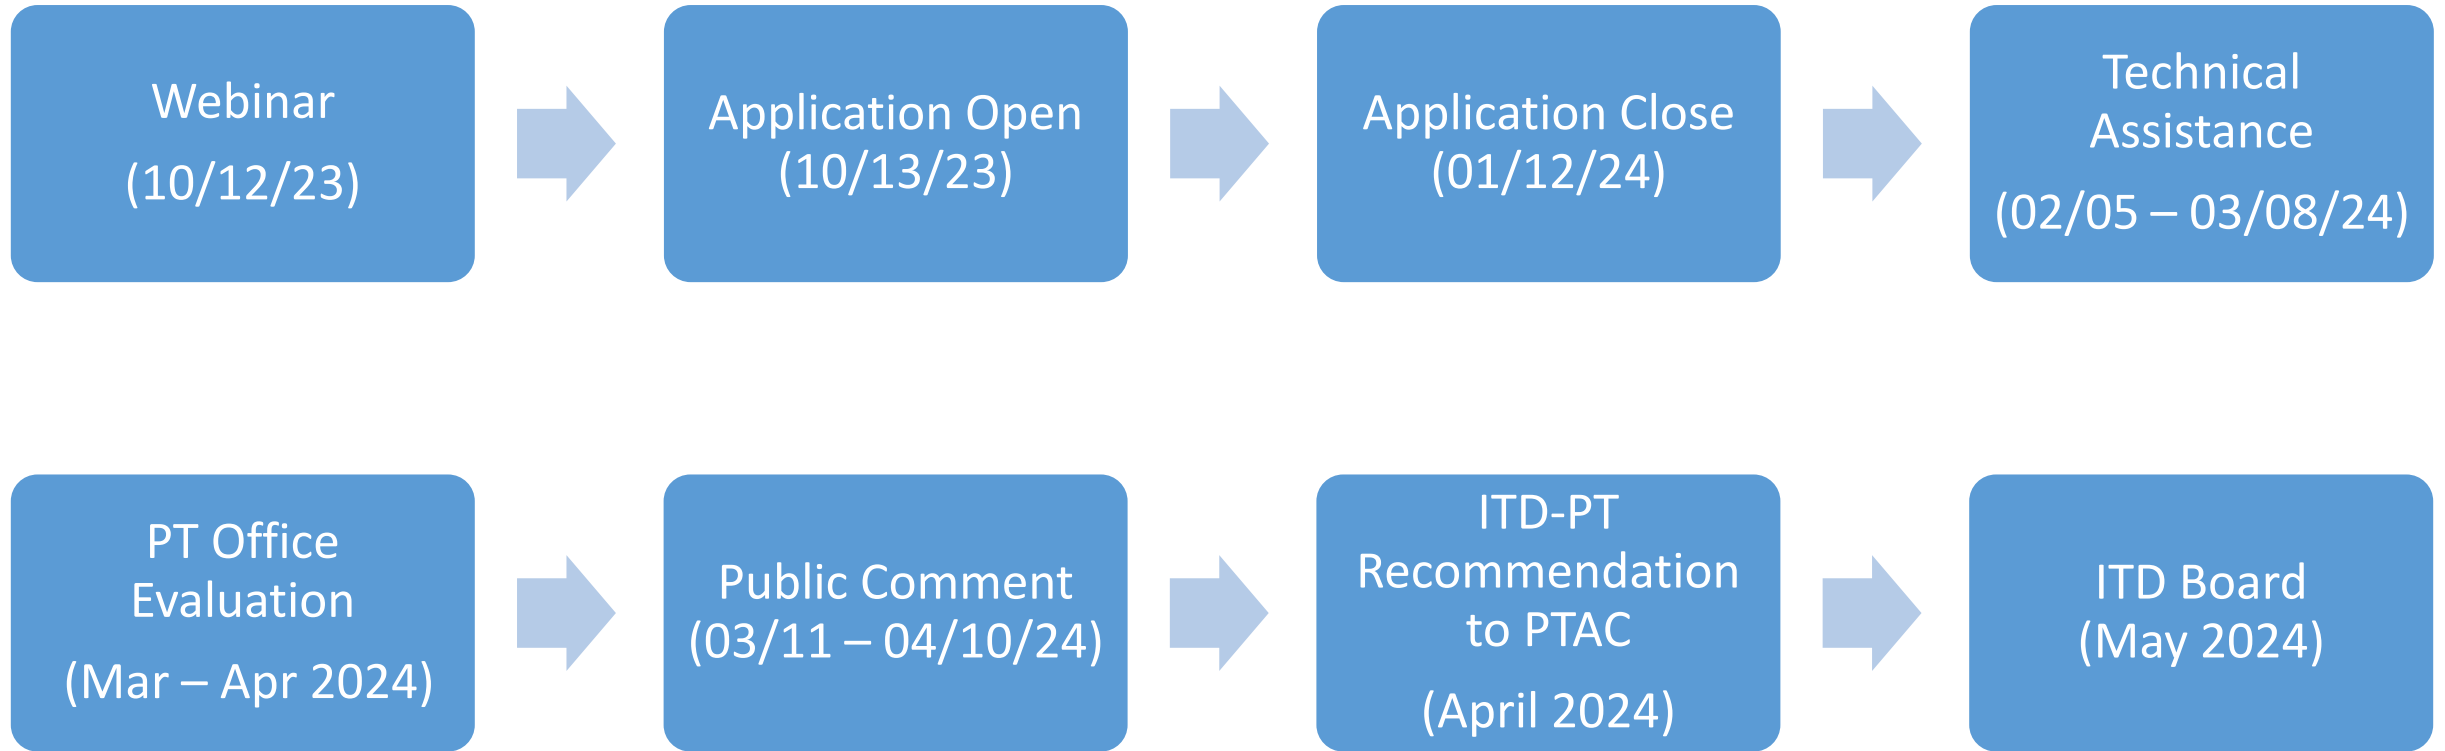 Webinar
(10/12/23)
Application Open
(10/13/23)
Application Close
(01/12/24)
Technical
Assistance
(02/05 – 03/08/24)
PT Office
Evaluation
(Mar – Apr 2024)
Public Comment
(03/11 – 04/10/24)
ITD-PT
Recommendation
to PTAC
(April 2024)
ITD Board
(May 2024)